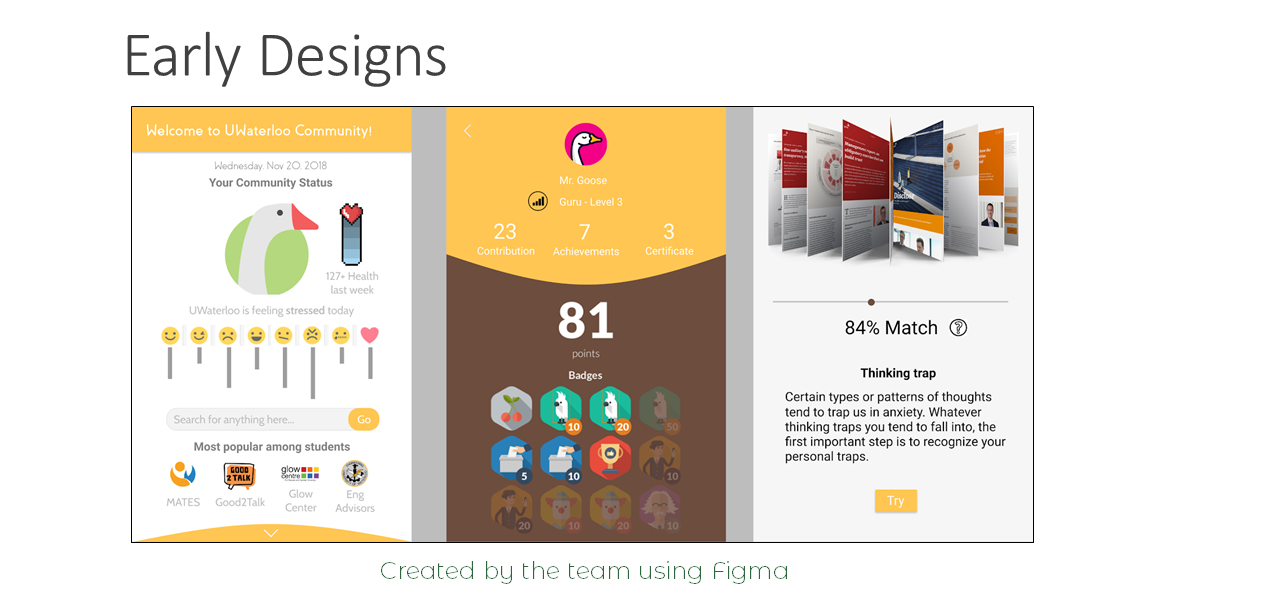 Early Designs
Welcome to UWaterloo Community!
Wednesday. Nov 20. 2018
Your Community Status
127+ Health
last week
UWaterloo is feeling stressed today
Search for anything here...
Go
Most popular among students
GOOD
2TALK
glow
centre
MATES
Good2Talk
Glow
Center
Eng
Advisors
Mr. Goose
Guru - Level 3
23
7
3
Contribution
Achievements
Certificate
81
points
Badges
10
20
50
5
10
10
20
10
20
10
Disclose
84% Match
?
Thinking trap
Certain types or patterns of thoughts
tend to trap us in anxiety. Whatever
thinking traps you tend to fall into, the
first important step is to recognize your
personal traps.
Try
Created by the team using Figma